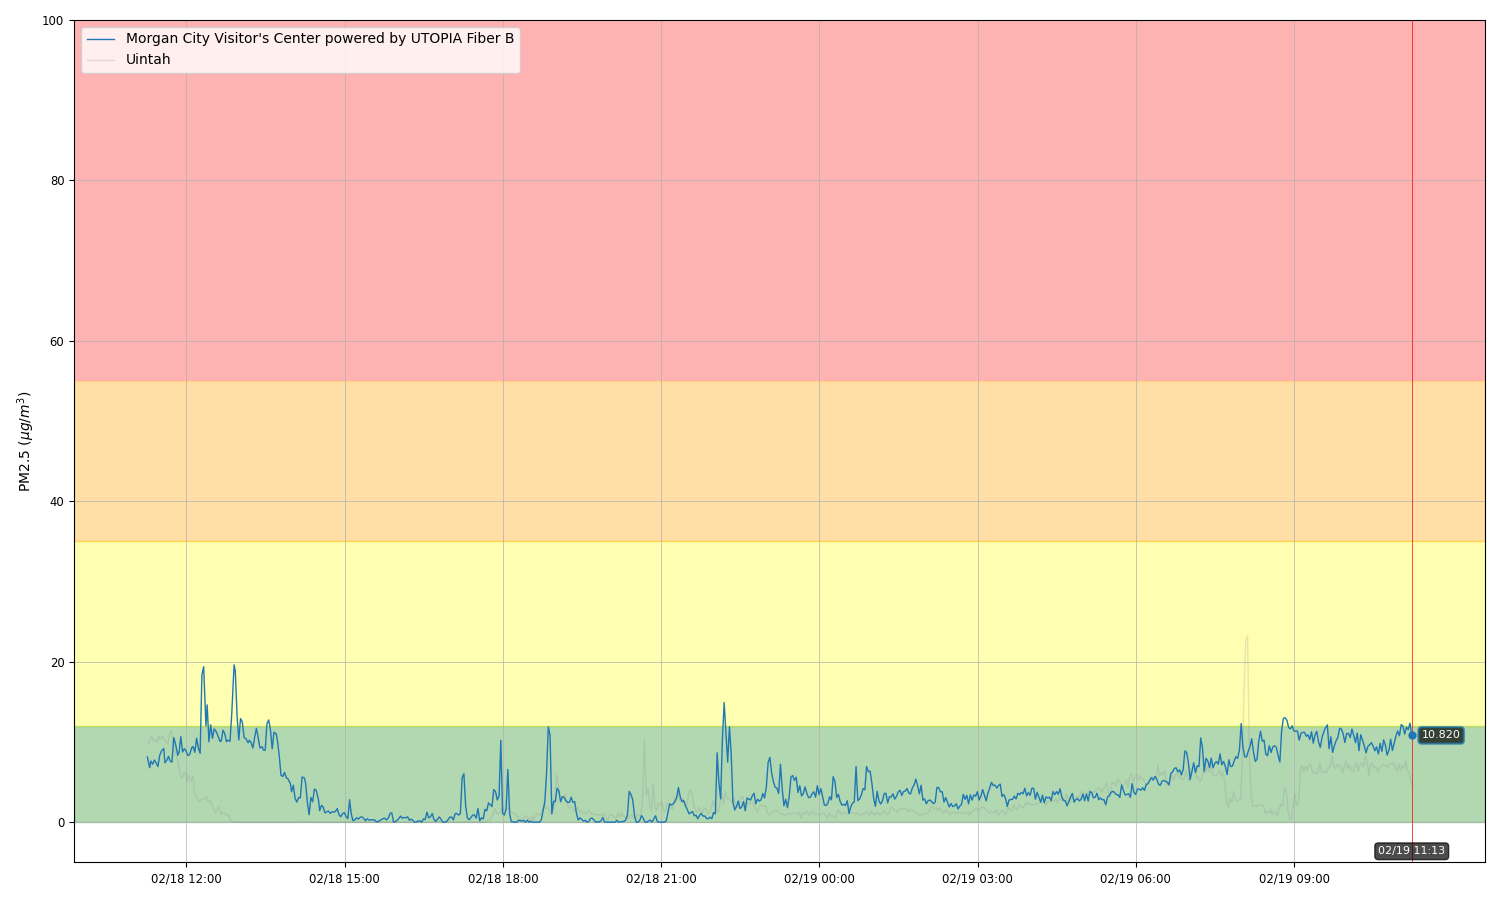 100
80
60
40
20
0
PM2.5 (μg/m³)
Morgan City Visitor's Center powered by UTOPIA Fiber B
Uintah
10.820
02/19 11:13
02/18 12:00 02/18 15:00 02/18 18:00 02/18 21:00 02/19 00:00 02/19 03:00 02/19 06:00 02/19 09:00